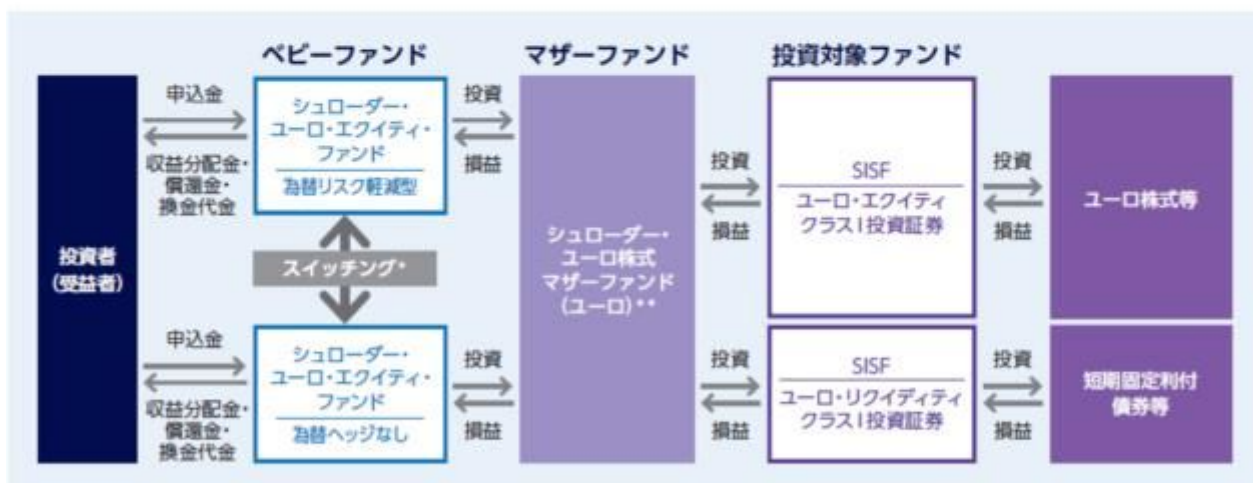 ベビーファンド
マザーファンド
投資対象ファンド
投資者
(受益者)
申込金
収益分配金・
償還金・
換金代金
シュローダー・
ユーロ・エクイティ・
ファンド
為替リスク軽減型
スイッチング*
申込金
収益分配金・
償還金・
換金代金
シュローダー・
ユーロ・エクイティ・
ファンド
為替ヘッジなし
投資
損益
投資
損益
シュローダー・
ユーロ株式
マザーファンド
(ユーロ)**
投資
損益
投資
損益
SISF
ユーロ・エクイティ
クラスI投資証券
SISF
ユーロ・リクイディティ
クラスI投資証券
投資
損益
投資
損益
ユーロ株式等
短期固定利付
債券等